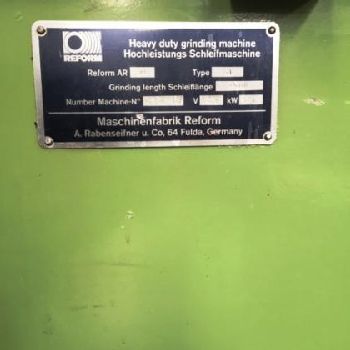 REFORM
Heavy duty grinding machine
Hochleistungs Schleifmaschine
Reform AR Type
Grinding length Schleiflänge
Number Machine-N° V kW
Maschinenfabrik Reform
A. Rabenseifner u. Co, 64 Fulda, Germany